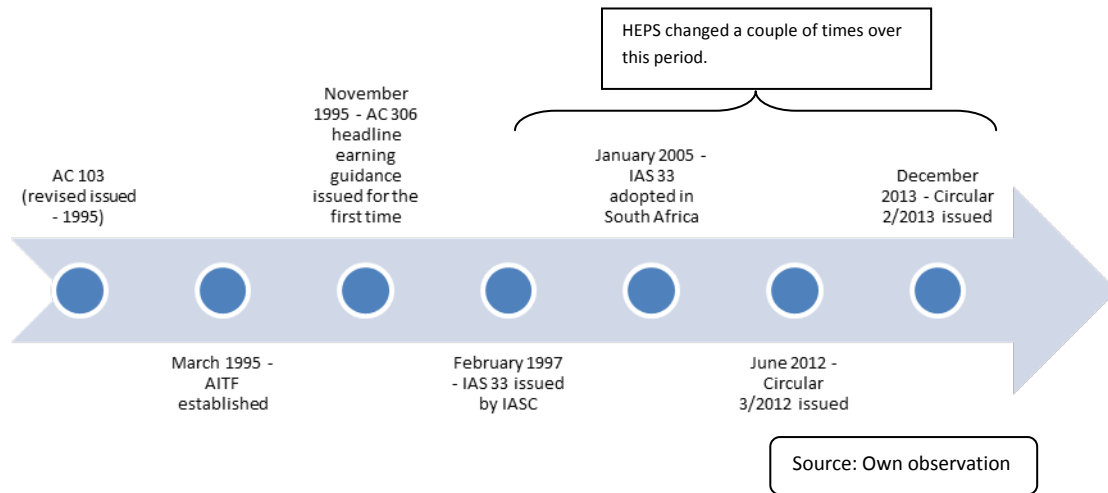 HEPS changed a couple of times over
this period.
November
1995 - AC 306
headline
earning
guidance
issued for the
first time
AC 103
(revised issued
- 1995)
January 2005 -
IAS 33
adopted in
South Africa
December
2013 - Circular
2/2013 issued
March 1995 -
AITF
established
February 1997
- IAS 33 issued
by IASC
June 2012 -
Circular
3/2012 issued
Source: Own observation